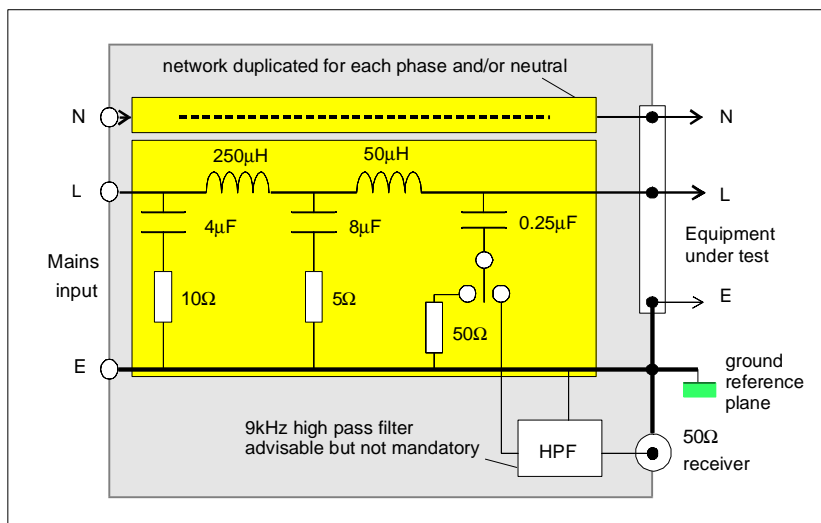 network duplicated for each phase and/or neutral
N
N
250µH
50µH
L
L
4µF
8µF
0.25µF
Equipment
under test
Mains
input
10Ω
5Ω
50Ω
E
E
ground
reference
plane
9kHz high pass filter
advisable but not mandatory
HPF
50Ω
receiver